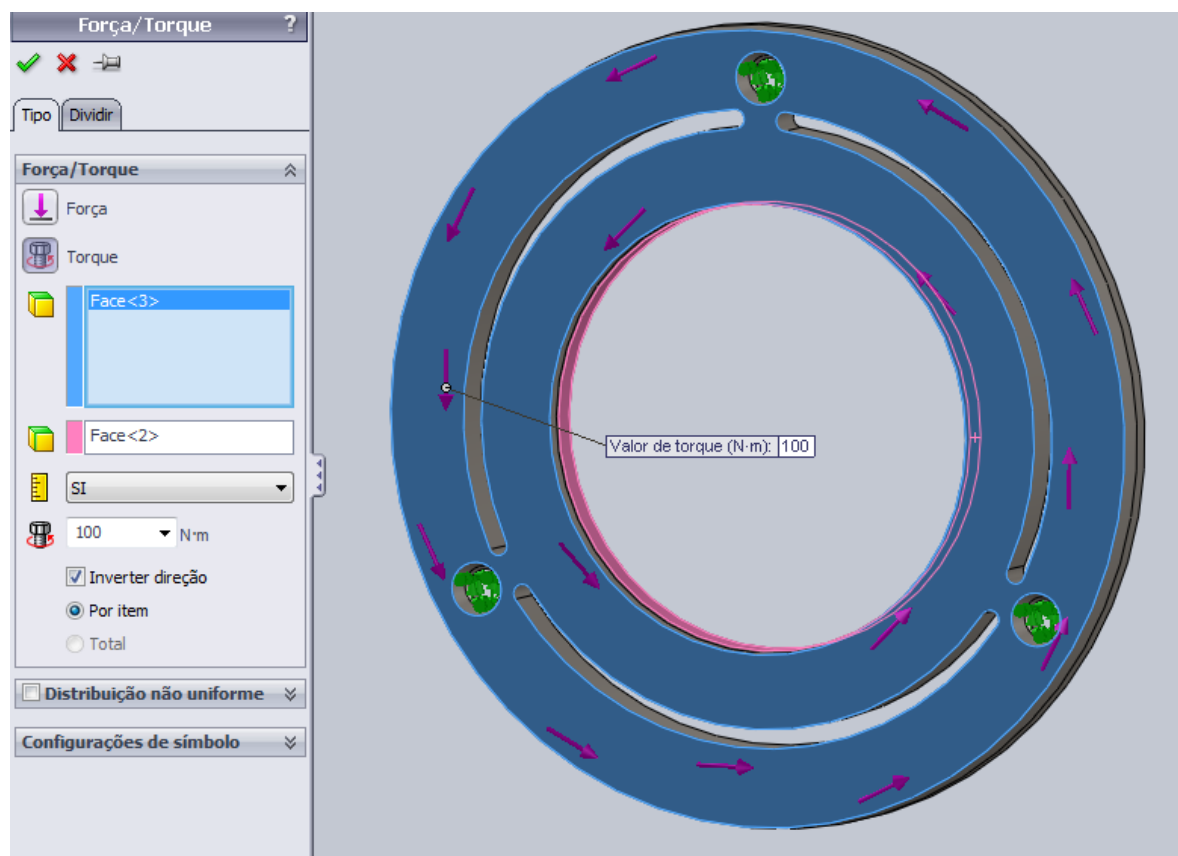 Força/Torque ?
Tipo Dividir
Força/Torque
Força
Torque
Face<3>
Face<2>
SI
100 N·m
Inverter direção
Por item
Total
Distribuição não uniforme
Configurações de símbolo
Valor de torque (N·m): 100